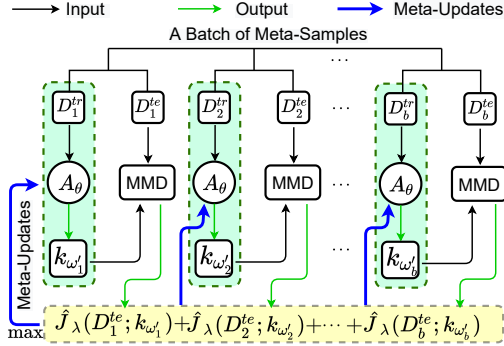 Input Output Meta-Updates
A Batch of Meta-Samples
...
D_1^{tr} D_1^{te} D_2^{tr} D_2^{te} D_b^{tr} D_b^{te}
A_θ MMD A_θ MMD ... A_θ MMD
k_{ω'_1} k_{ω'_2} ... k_{ω'_b}
Meta-Updates
max Ĵ_λ(D_1^{te}; k_{ω'_1})+Ĵ_λ(D_2^{te}; k_{ω'_2})+⋯+Ĵ_λ(D_b^{te}; k_{ω'_b})